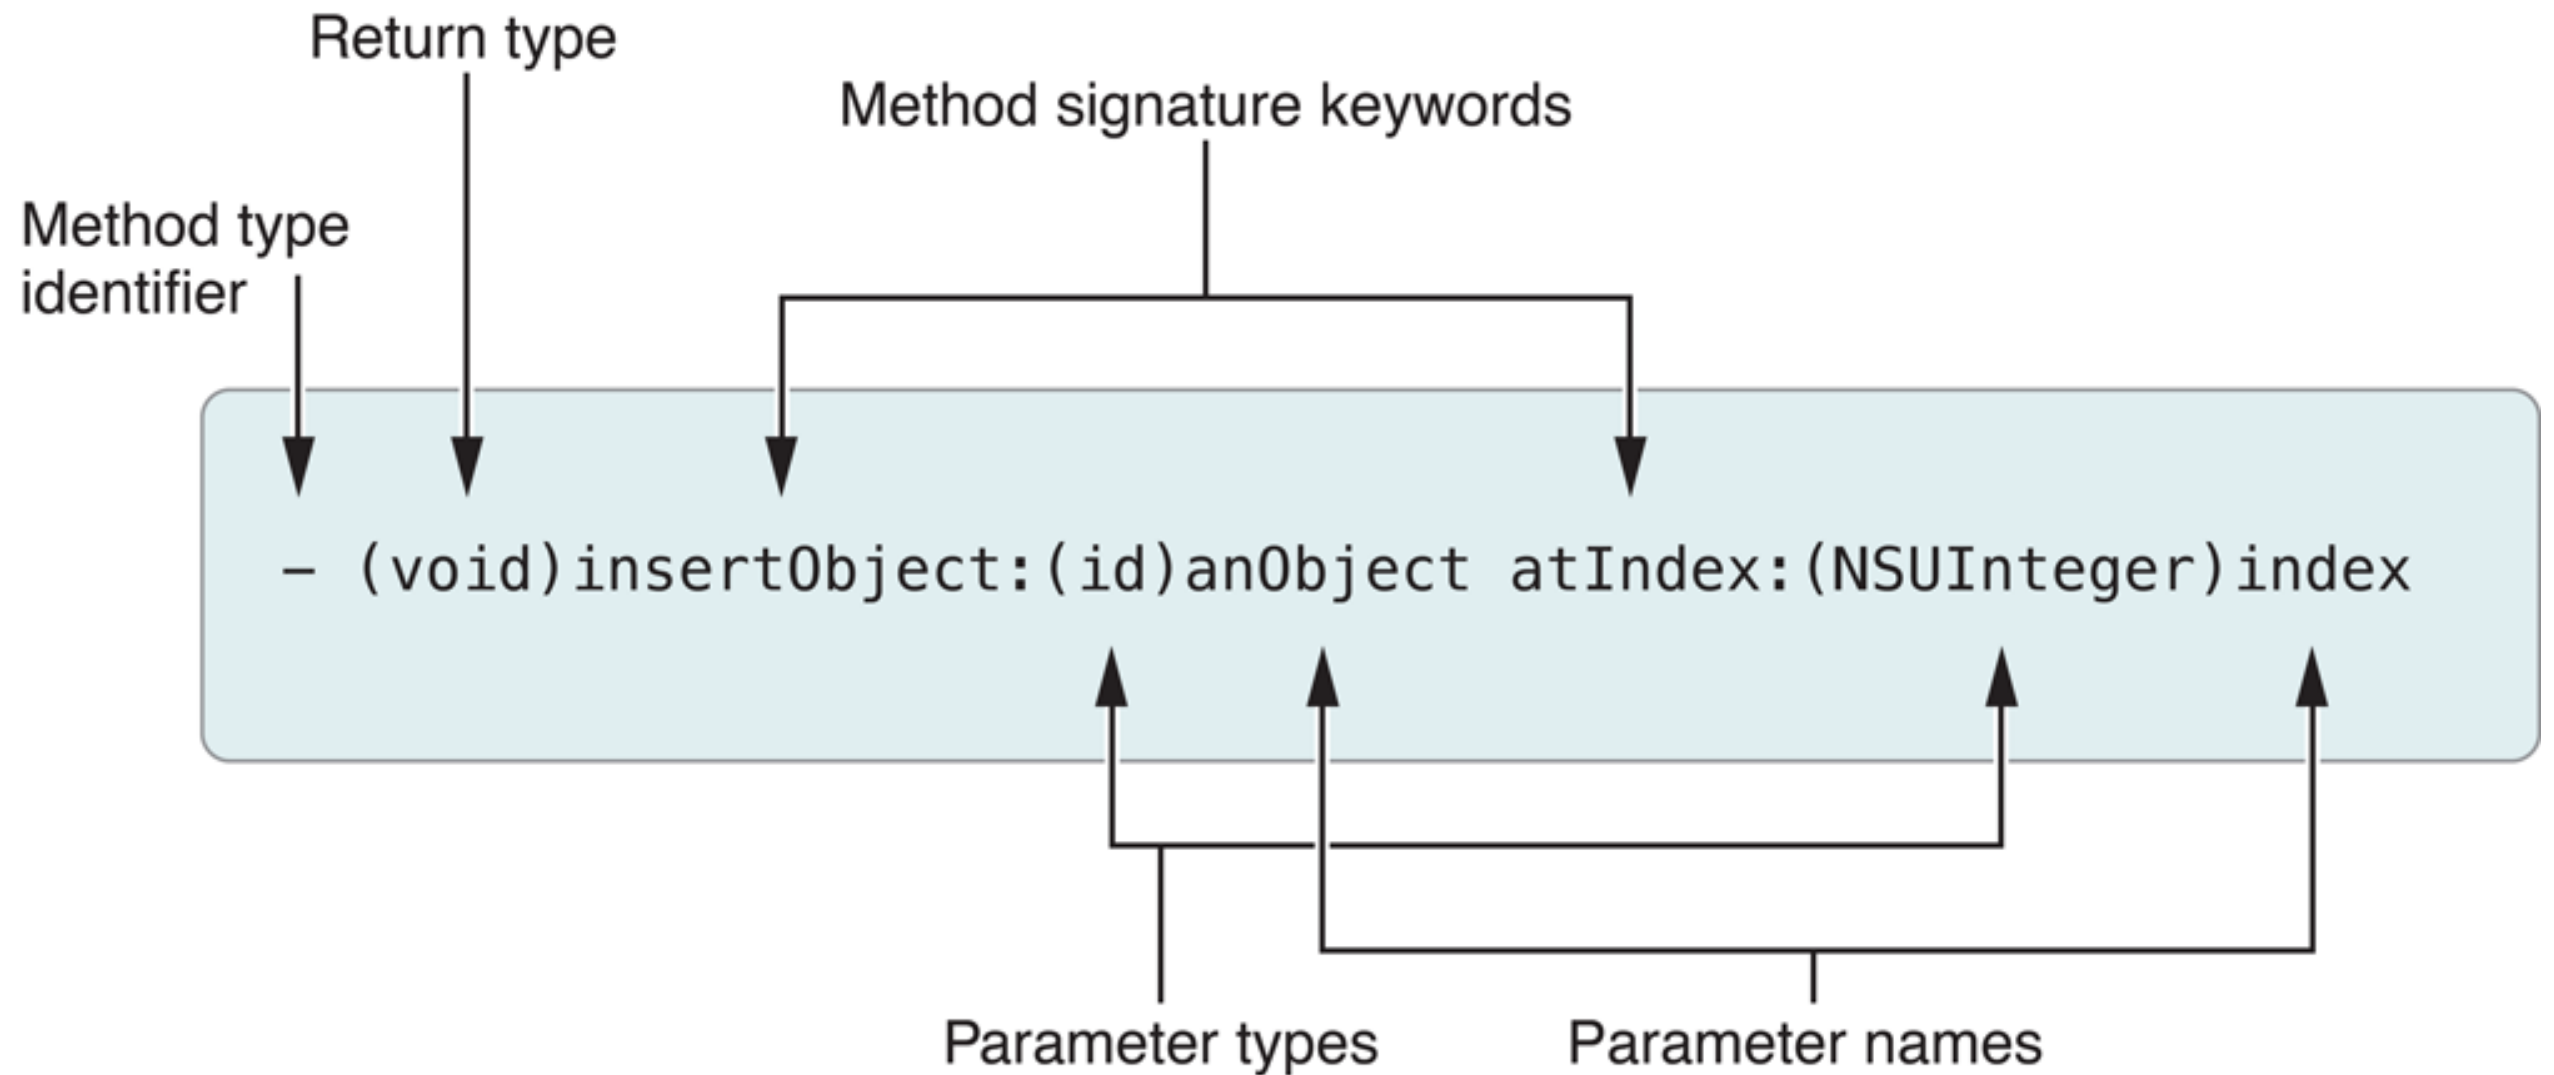 Return type
Method signature keywords
Method type
identifier
– (void)insertObject:(id)anObject atIndex:(NSUInteger)index
Parameter types
Parameter names